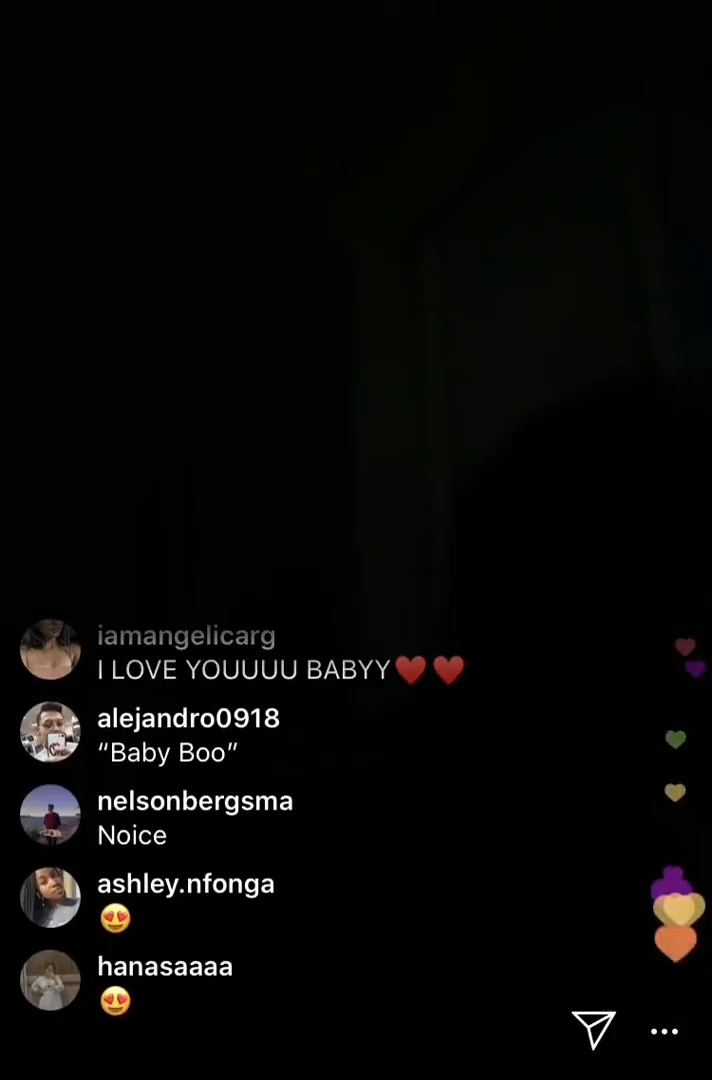 iamangelicarg
I LOVE YOUUUU BABYY❤️❤️
alejandro0918
“Baby Boo”
nelsonbergsma
Noice
ashley.nfonga
😍
hanasaaaa
😍